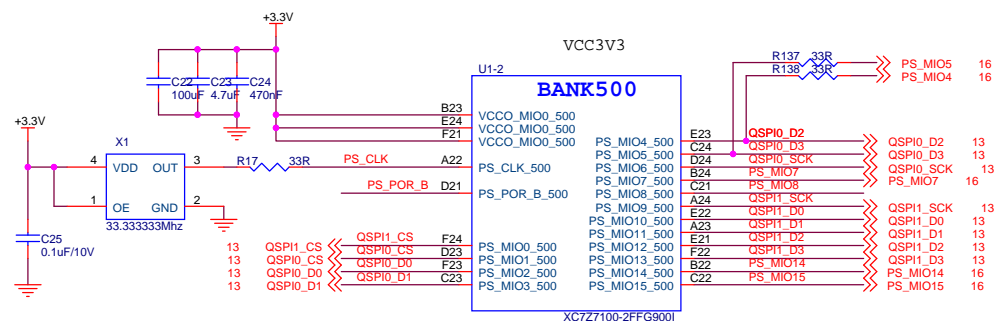 +3.3V
VCC3V3
R137 33R
R138 33R
PS_MIO5 16
PS_MIO4 16
C22
100uF
C23
4.7uF
C24
470nF
U1-2
BANK500
B23 VCCO_MIO0_500
E24 VCCO_MIO0_500
F21 VCCO_MIO0_500
+3.3V
X1
4 VDD OUT 3
1 OE GND 2
33.333333Mhz
R17 33R
PS_CLK A22 PS_CLK_500
PS_POR_B D21 PS_POR_B_500
C25
0.1uF/10V
13 QSPI1_CS QSPI1_CS F24 PS_MIO0_500
13 QSPI0_CS QSPI0_CS D23 PS_MIO1_500
13 QSPI0_D0 QSPI0_D0 F23 PS_MIO2_500
13 QSPI0_D1 QSPI0_D1 C23 PS_MIO3_500
PS_MIO4_500 E23 QSPI0_D2 QSPI0_D2 13
PS_MIO5_500 C24 QSPI0_D3 QSPI0_D3 13
PS_MIO6_500 D24 QSPI0_SCK QSPI0_SCK 13
PS_MIO7_500 B24 PS_MIO7 PS_MIO7 16
PS_MIO8_500 C21 PS_MIO8
PS_MIO9_500 A24 QSPI1_SCK QSPI1_SCK 13
PS_MIO10_500 E22 QSPI1_D0 QSPI1_D0 13
PS_MIO11_500 A23 QSPI1_D1 QSPI1_D1 13
PS_MIO12_500 E21 QSPI1_D2 QSPI1_D2 13
PS_MIO13_500 F22 QSPI1_D3 QSPI1_D3 13
PS_MIO14_500 B22 PS_MIO14 PS_MIO14 16
PS_MIO15_500 C22 PS_MIO15 PS_MIO15 16
XC7Z7100-2FFG900I